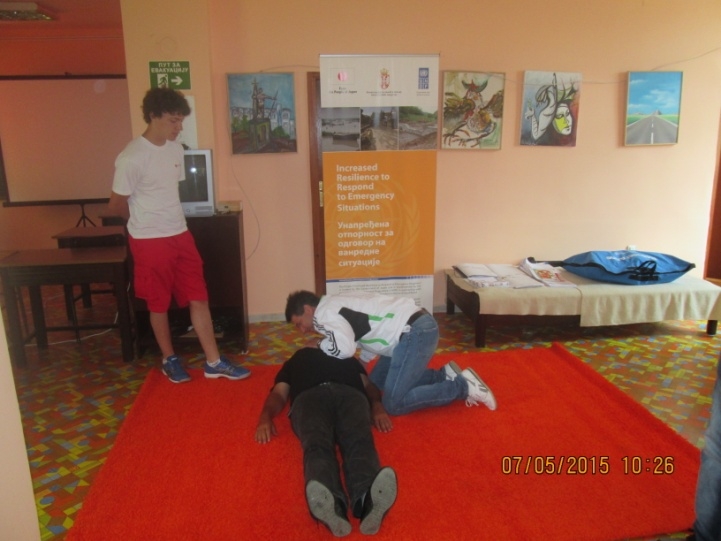 ПУТ ЗА
ЕВАКУАЦИЈУ
Increased
Resilience to
Respond
to Emergency
Situations
Унапређена
отпорност за
одговор на
ванредне
ситуације
07/05/2015 10:26